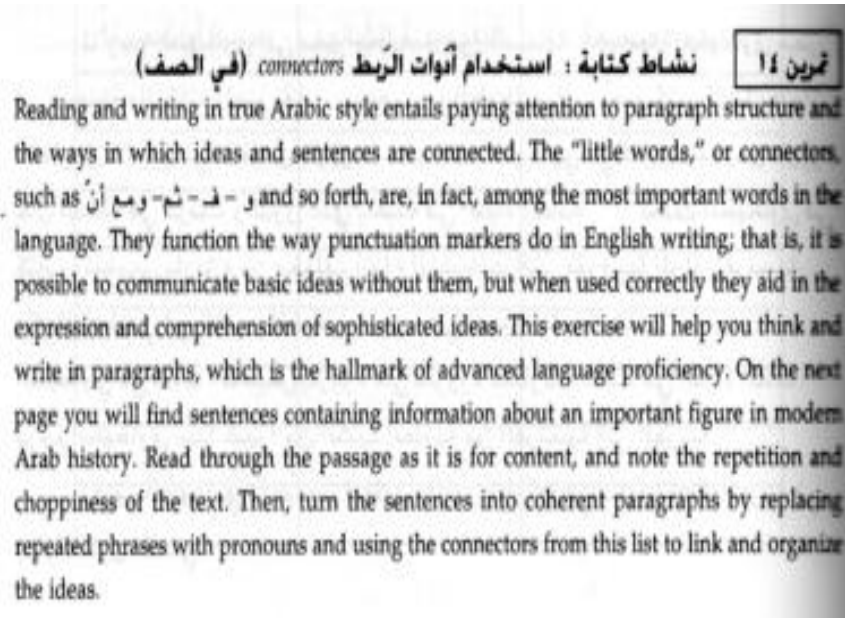 تمرين ١٤ نشاط كتابة : استخدام أدوات الرّبط connectors (في الصف)
Reading and writing in true Arabic style entails paying attention to paragraph structure and
the ways in which ideas and sentences are connected. The “little words,” or connectors,
such as و – فـ – ثم – ومع أنّ and so forth, are, in fact, among the most important words in the
language. They function the way punctuation markers do in English writing; that is, it is
possible to communicate basic ideas without them, but when used correctly they aid in the
expression and comprehension of sophisticated ideas. This exercise will help you think and
write in paragraphs, which is the hallmark of advanced language proficiency. On the next
page you will find sentences containing information about an important figure in modern
Arab history. Read through the passage as it is for content, and note the repetition and
choppiness of the text. Then, turn the sentences into coherent paragraphs by replacing
repeated phrases with pronouns and using the connectors from this list to link and organize
the ideas.